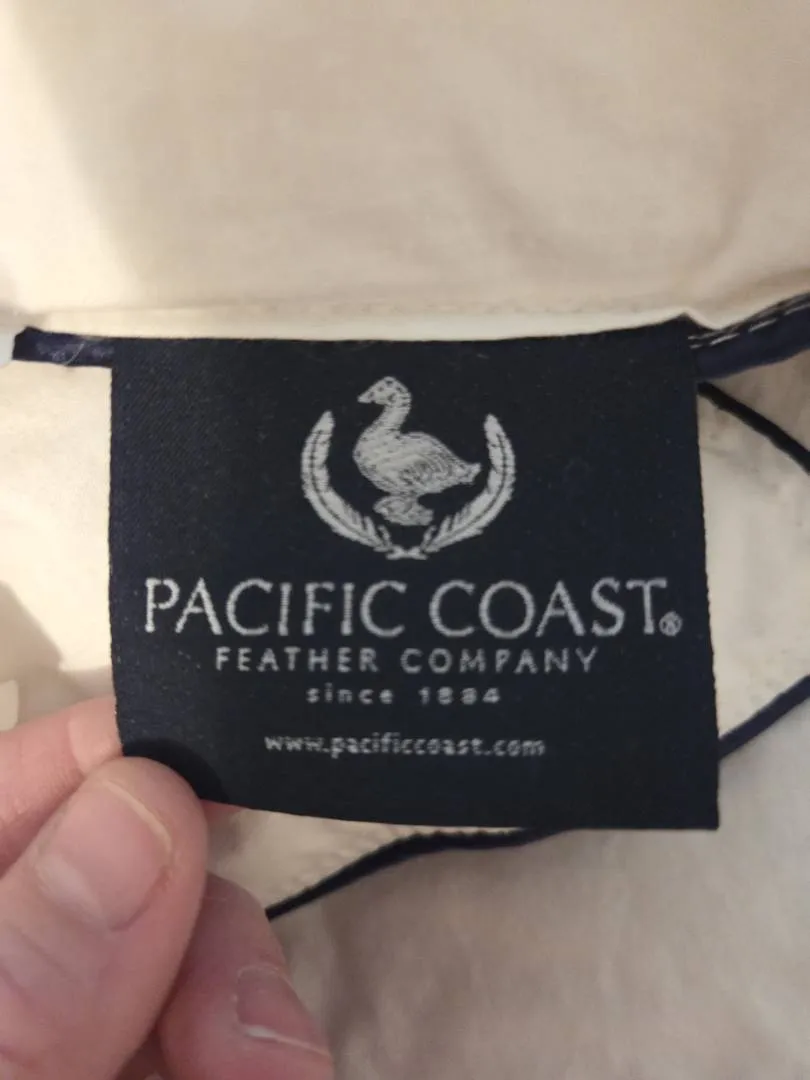 PACIFIC COAST®
FEATHER COMPANY
since 1884
www.pacificcoast.com